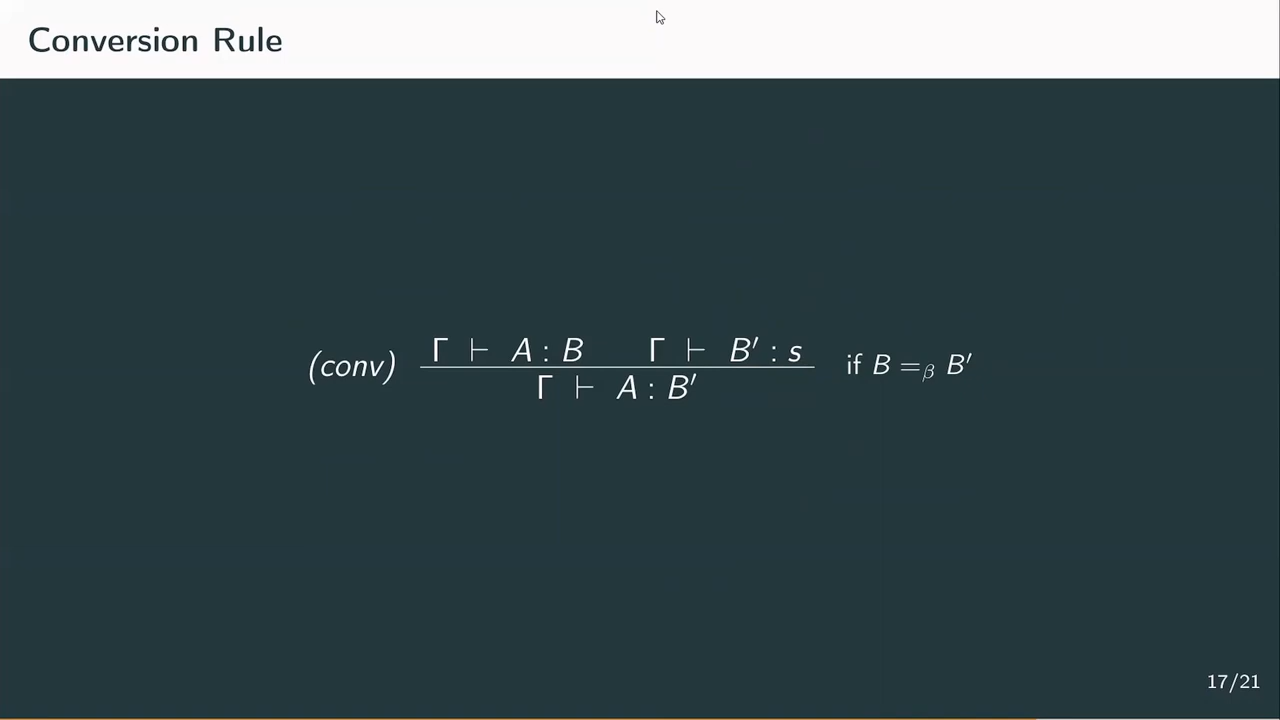 Conversion Rule
(conv) Γ ⊢ A : B Γ ⊢ B′ : s if B =β B′
Γ ⊢ A : B′
17/21